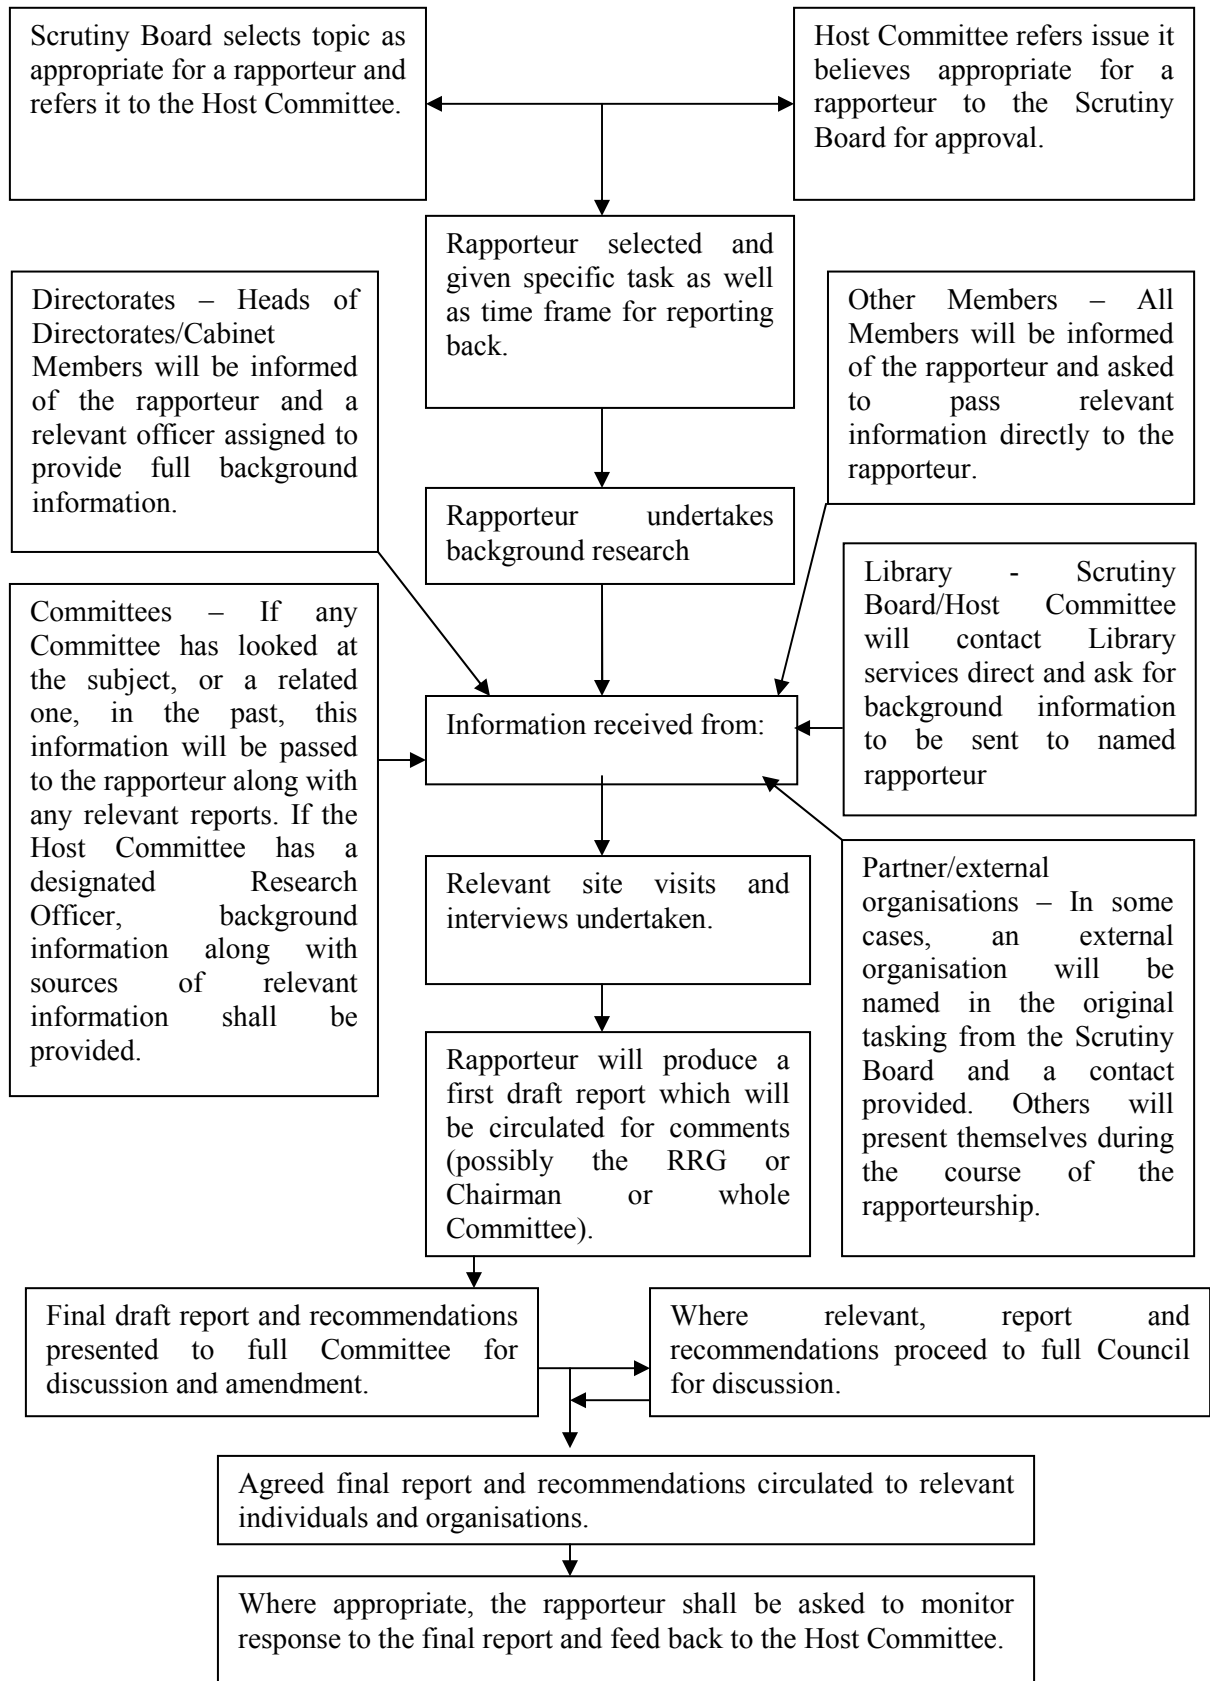 Scrutiny Board selects topic as
appropriate for a rapporteur and
refers it to the Host Committee.
Host Committee refers issue it
believes appropriate for a
rapporteur to the Scrutiny
Board for approval.
Rapporteur selected and
given specific task as well
as time frame for reporting
back.
Directorates – Heads of
Directorates/Cabinet
Members will be informed
of the rapporteur and a
relevant officer assigned to
provide full background
information.
Other Members – All
Members will be informed
of the rapporteur and asked
to pass relevant
information directly to the
rapporteur.
Rapporteur undertakes
background research
Library - Scrutiny
Board/Host Committee
will contact Library
services direct and ask for
background information
to be sent to named
rapporteur
Committees – If any
Committee has looked at
the subject, or a related
one, in the past, this
information will be passed
to the rapporteur along with
any relevant reports. If the
Host Committee has a
designated Research
Officer, background
information along with
sources of relevant
information shall be
provided.
Information received from:
Relevant site visits and
interviews undertaken.
Partner/external
organisations – In some
cases, an external
organisation will be
named in the original
tasking from the Scrutiny
Board and a contact
provided. Others will
present themselves during
the course of the
rapporteurship.
Rapporteur will produce a
first draft report which will
be circulated for comments
(possibly the RRG or
Chairman or whole
Committee).
Final draft report and recommendations
presented to full Committee for
discussion and amendment.
Where relevant, report and
recommendations proceed to full Council
for discussion.
Agreed final report and recommendations circulated to relevant
individuals and organisations.
Where appropriate, the rapporteur shall be asked to monitor
response to the final report and feed back to the Host Committee.